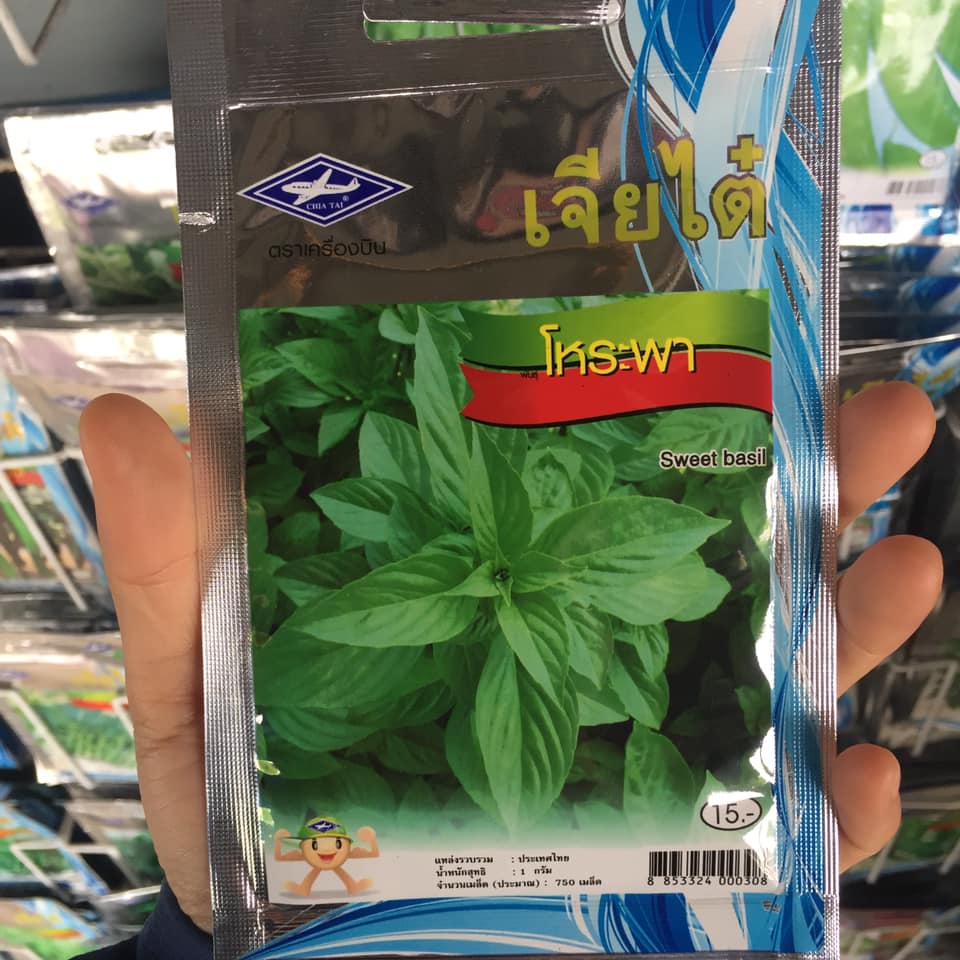 CHIA TAI ®
ตราเครื่องบิน
เจียไต๋
พันธุ์ โหระพา
Sweet basil
15.-
แหล่งรวบรวม : ประเทศไทย
น้ำหนักสุทธิ : 1 กรัม
จำนวนเมล็ด (ประมาณ) : 750 เมล็ด
8 853324 000308